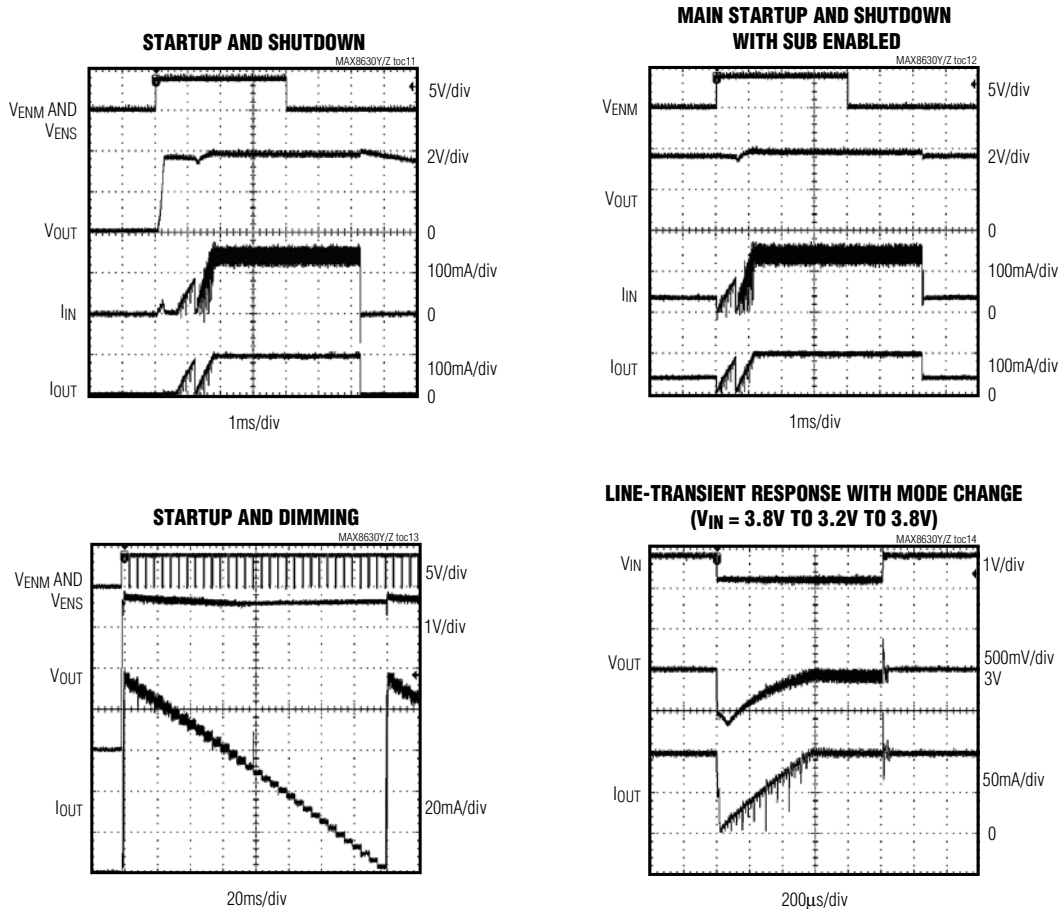 STARTUP AND SHUTDOWN
MAX8630Y/Z toc11
VENM AND
VENS
5V/div
2V/div
VOUT
0
100mA/div
IIN
0
100mA/div
IOUT
0
1ms/div
MAIN STARTUP AND SHUTDOWN
WITH SUB ENABLED
MAX8630Y/Z toc12
VENM
5V/div
2V/div
VOUT
0
100mA/div
IIN
0
100mA/div
IOUT
0
1ms/div
STARTUP AND DIMMING
MAX8630Y/Z toc13
VENM AND
VENS
5V/div
1V/div
VOUT
IOUT
20mA/div
20ms/div
LINE-TRANSIENT RESPONSE WITH MODE CHANGE
(VIN = 3.8V TO 3.2V TO 3.8V)
MAX8630Y/Z toc14
VIN
1V/div
VOUT
500mV/div
3V
50mA/div
IOUT
0
200µs/div